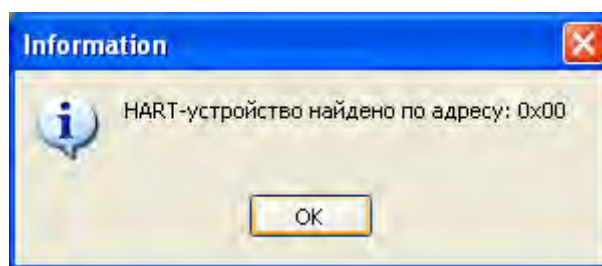 Information
HART-устройство найдено по адресу: 0x00
OK